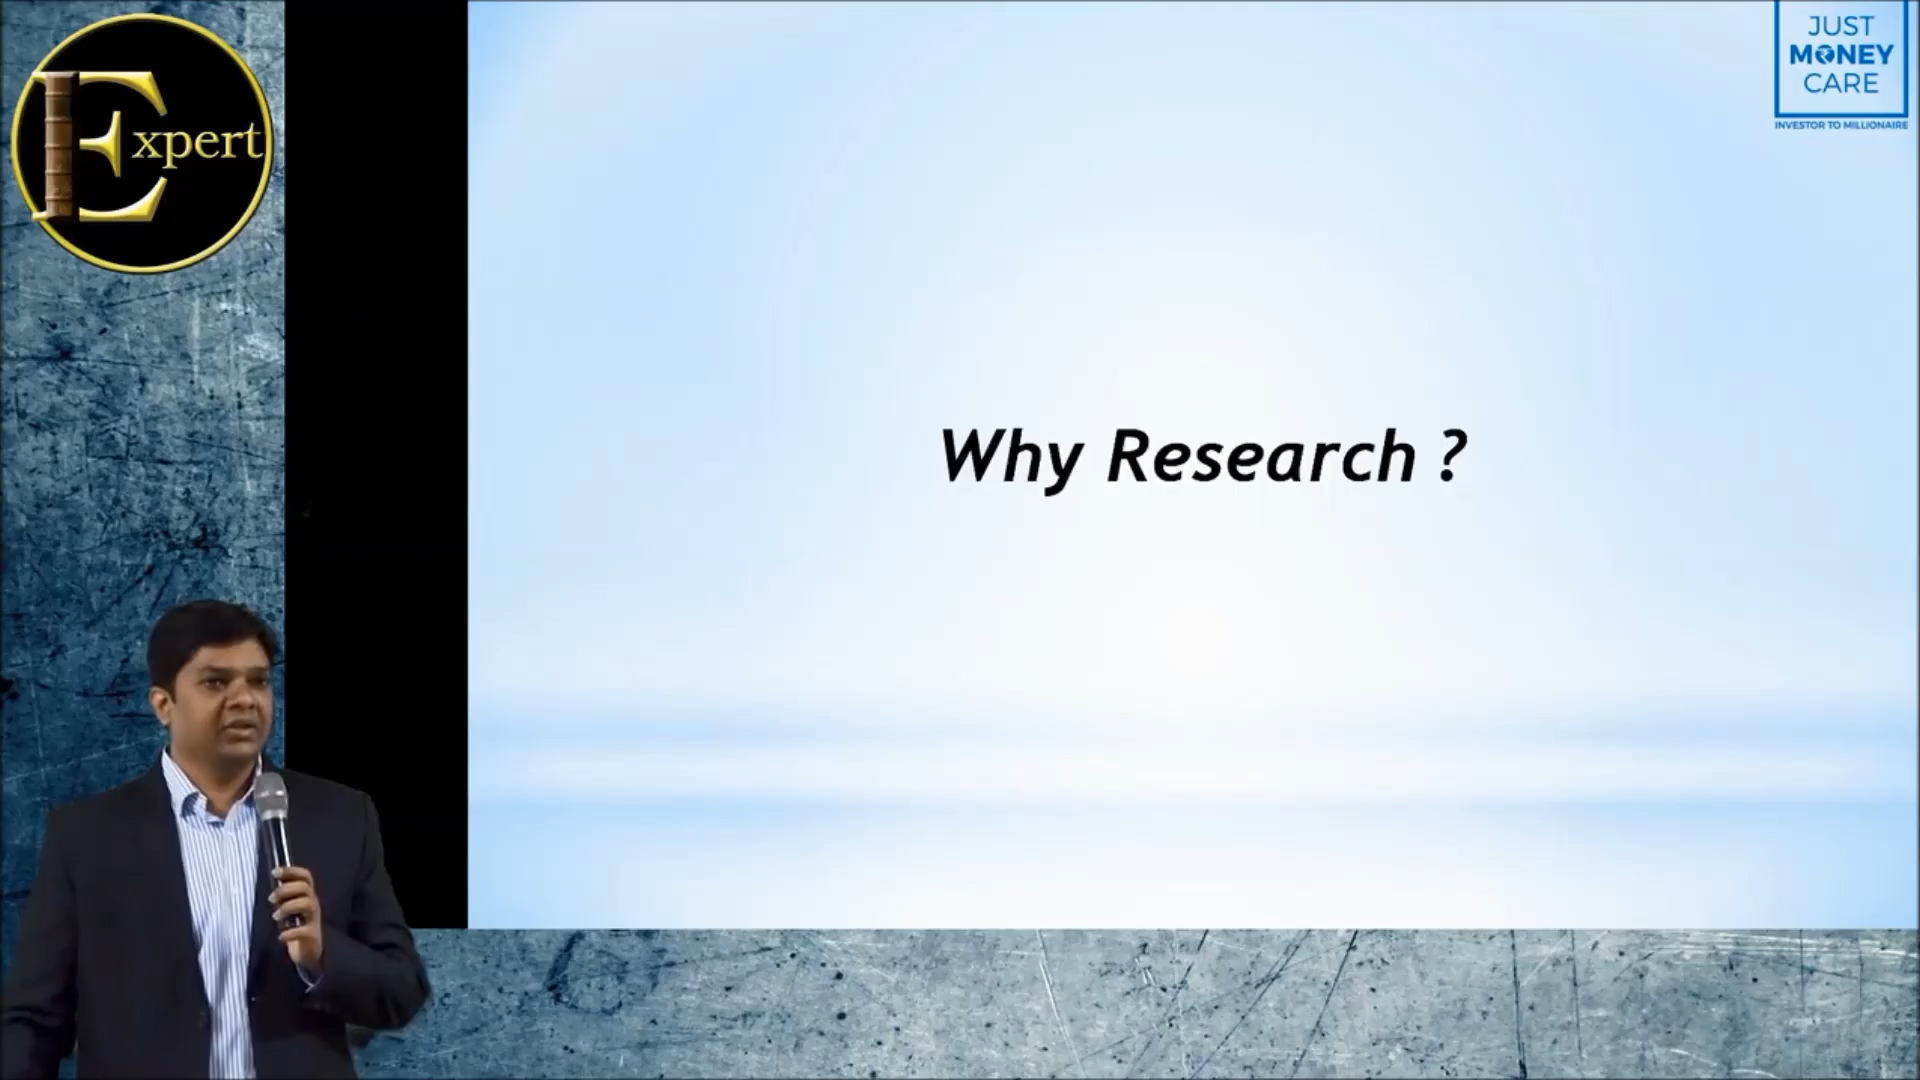 Expert
JUST
MONEY
CARE
INVESTOR TO MILLIONAIRE
Why Research ?